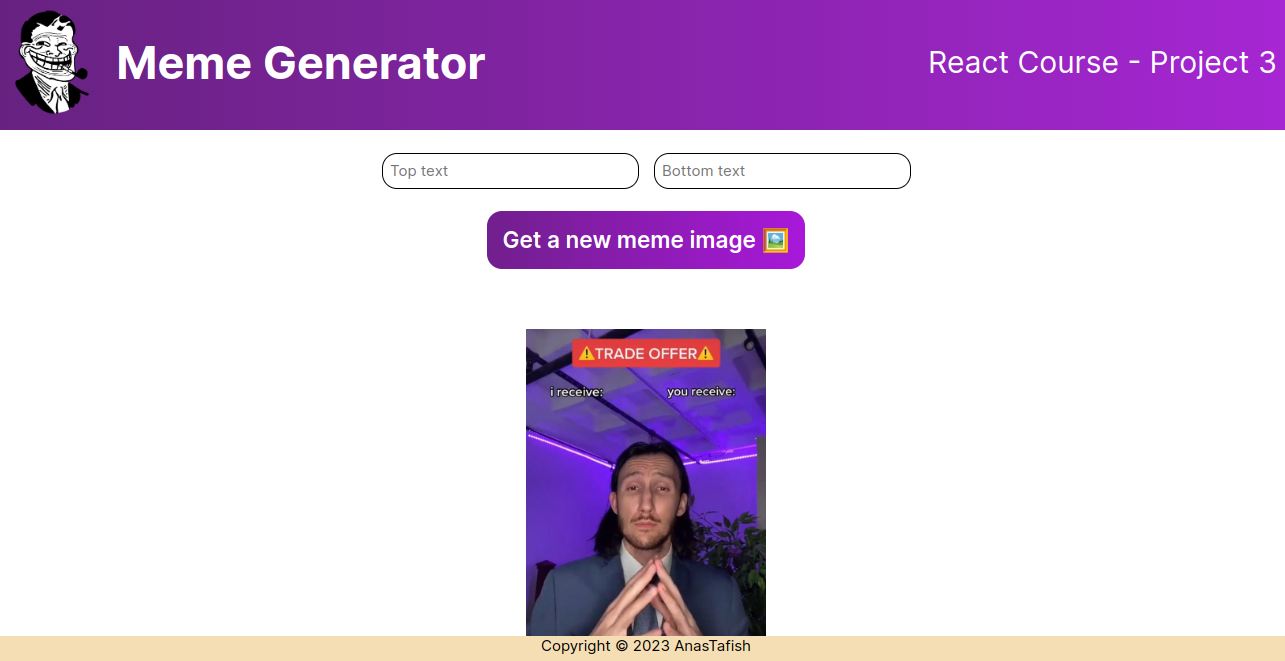 Meme Generator
React Course - Project 3
Top text
Bottom text
Get a new meme image 🖼️
⚠️TRADE OFFER⚠️
i receive:
you receive:
Copyright © 2023 AnasTafish